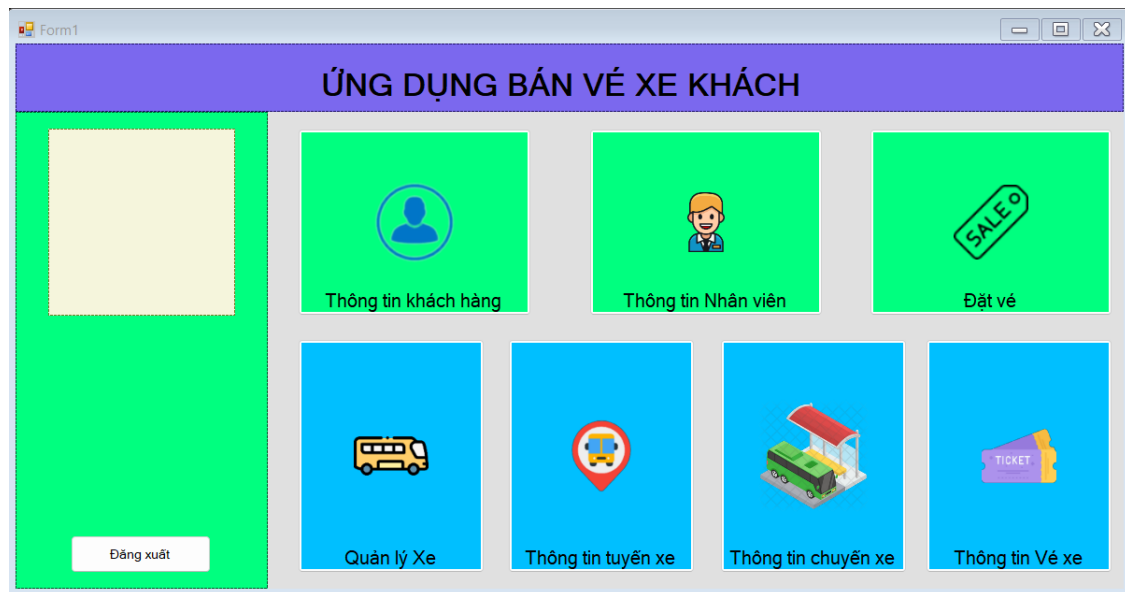 Form1
ỨNG DỤNG BÁN VÉ XE KHÁCH
Thông tin khách hàng
Thông tin Nhân viên
SALE
Đặt vé
Quản lý Xe
Thông tin tuyến xe
Thông tin chuyến xe
TICKET
Thông tin Vé xe
Đăng xuất